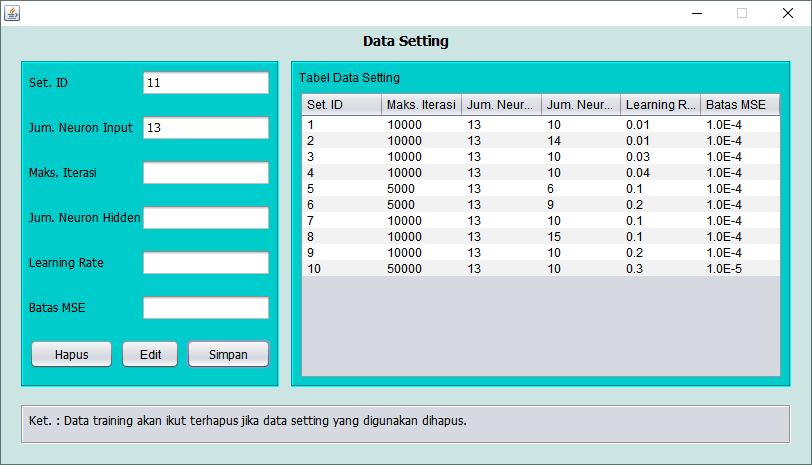 Data Setting
Set. ID 11
Jum. Neuron Input 13
Maks. Iterasi
Jum. Neuron Hidden
Learning Rate
Batas MSE
Hapus Edit Simpan
Tabel Data Setting
Set. ID Maks. Iterasi Jum. Neur... Jum. Neur... Learning R... Batas MSE
1 10000 13 10 0.01 1.0E-4
2 10000 13 14 0.01 1.0E-4
3 10000 13 10 0.03 1.0E-4
4 10000 13 10 0.04 1.0E-4
5 5000 13 6 0.1 1.0E-4
6 5000 13 9 0.2 1.0E-4
7 10000 13 10 0.1 1.0E-4
8 10000 13 15 0.1 1.0E-4
9 10000 13 10 0.2 1.0E-4
10 50000 13 10 0.3 1.0E-5
Ket. : Data training akan ikut terhapus jika data setting yang digunakan dihapus.